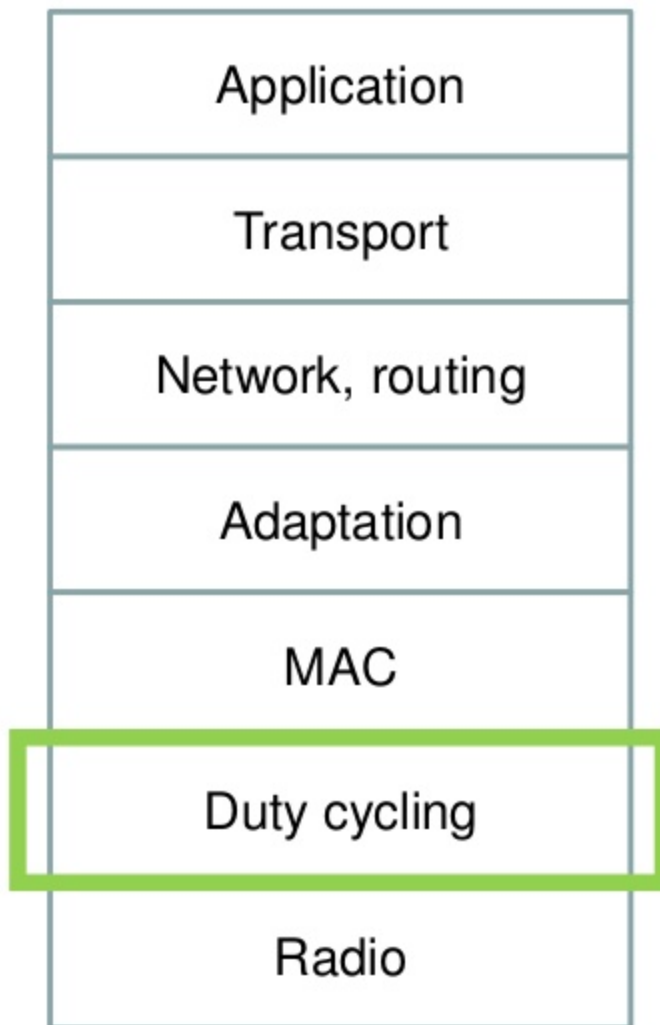 Application
Transport
Network, routing
Adaptation
MAC
Duty cycling
Radio